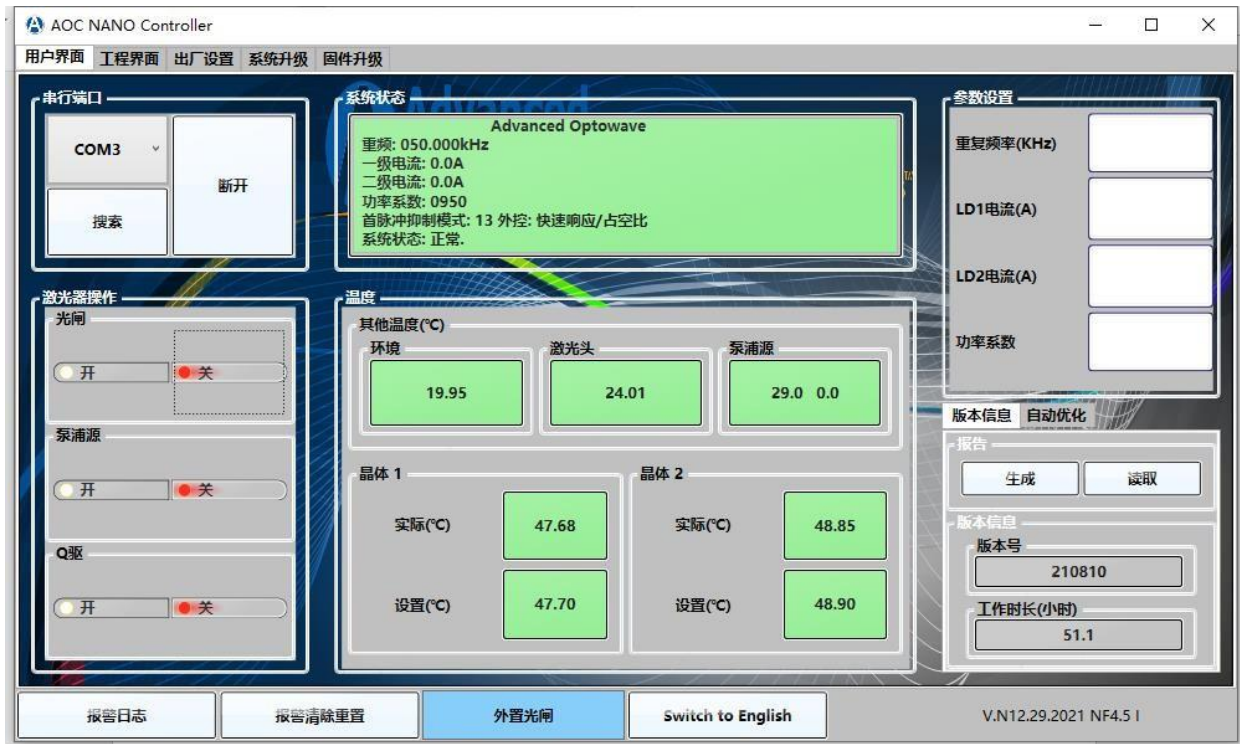 AOC NANO Controller
用户界面 工程界面 出厂设置 系统升级 固件升级
串行端口
COM3
搜索
断开
系统状态
Advanced
Advanced Optowave
重频: 050.000kHz
一级电流: 0.0A
二级电流: 0.0A
功率系数: 0950
首脉冲抑制模式: 13 外控: 快速响应/占空比
系统状态: 正常.
参数设置
重复频率(KHz)
LD1电流(A)
LD2电流(A)
功率系数
激光器操作
光闸
开 关
泵浦源
开 关
Q驱
开 关
温度
其他温度(℃)
环境 激光头 泵浦源
19.95 24.01 29.0 0.0
晶体 1
实际(℃) 47.68
设置(℃) 47.70
晶体 2
实际(℃) 48.85
设置(℃) 48.90
版本信息 自动优化
报告
生成 读取
版本信息
版本号
210810
工作时长(小时)
51.1
报警日志 报警清除重置 外置光闸 Switch to English V.N12.29.2021 NF4.5 I